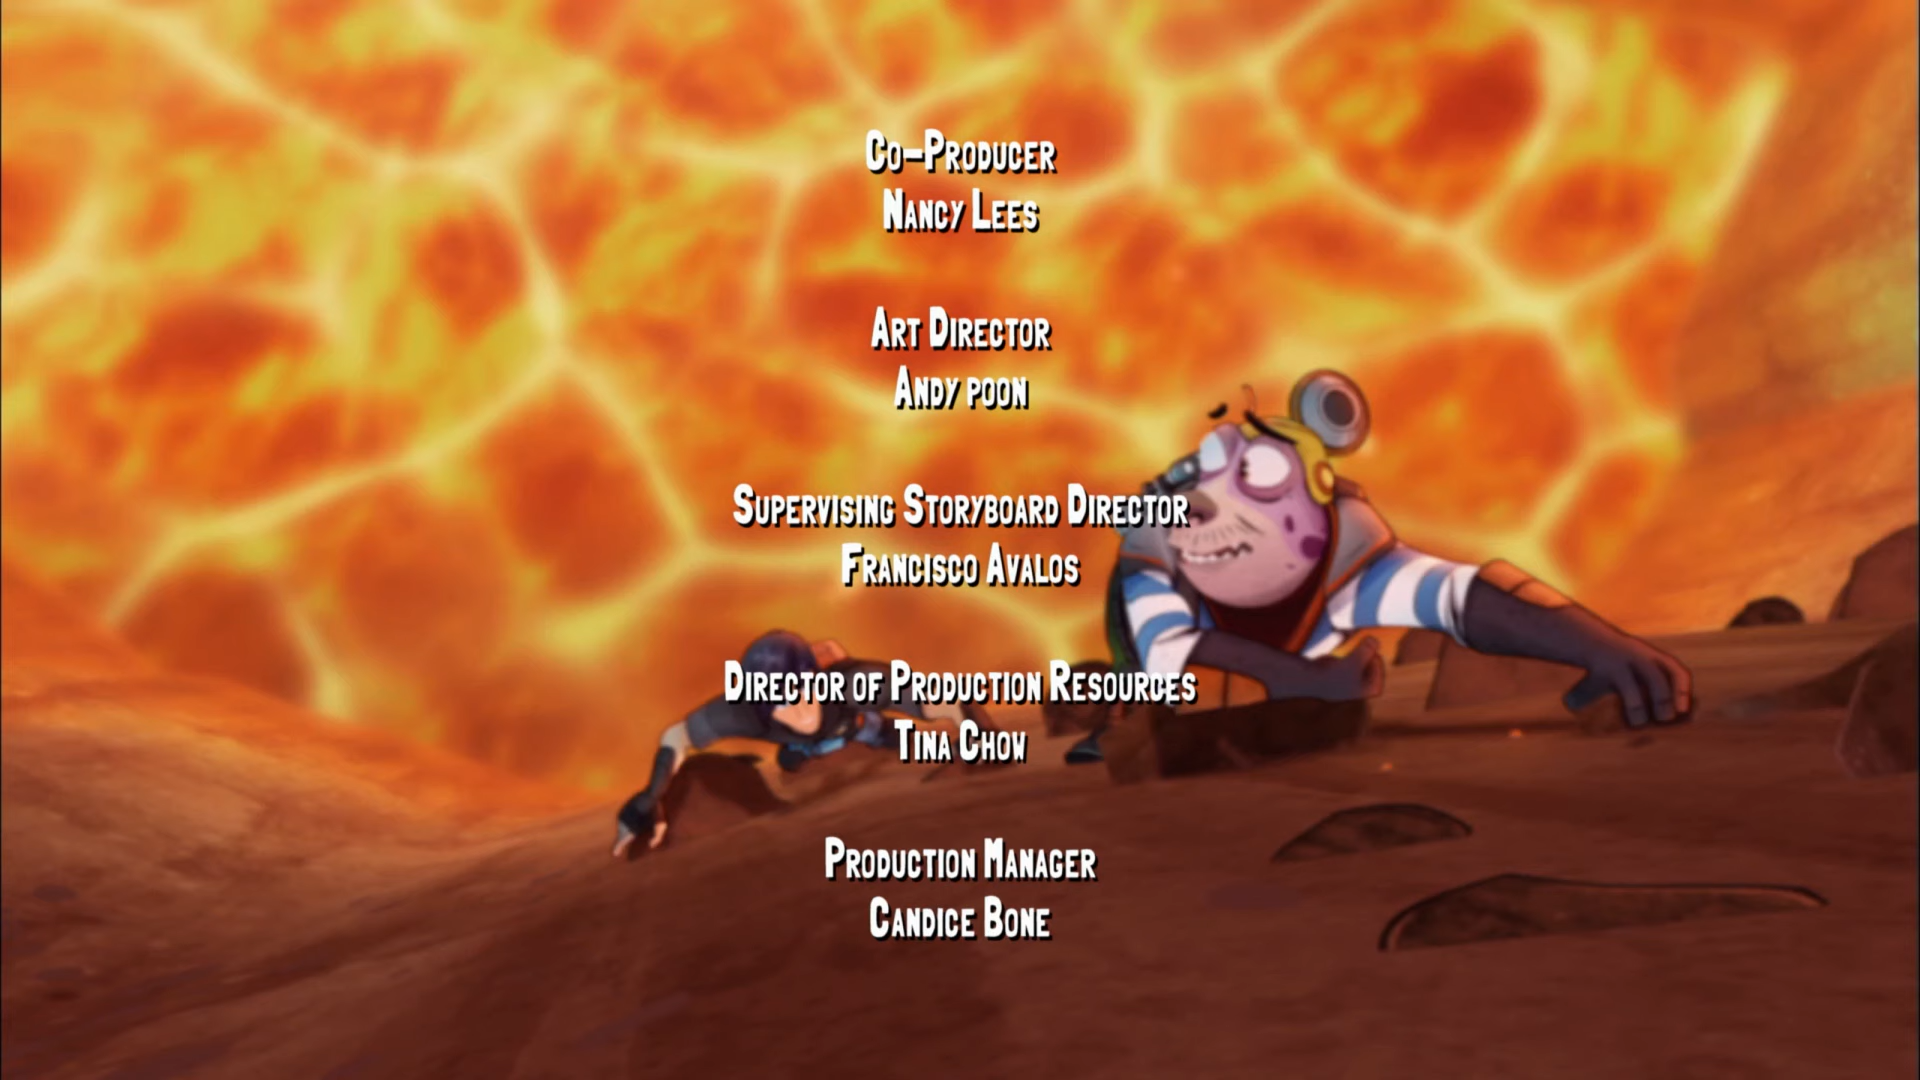 Co-Producer
Nancy Lees
Art Director
Andy poon
Supervising Storyboard Director
Francisco Avalos
Director of Production Resources
Tina Chow
Production Manager
Candice Bone